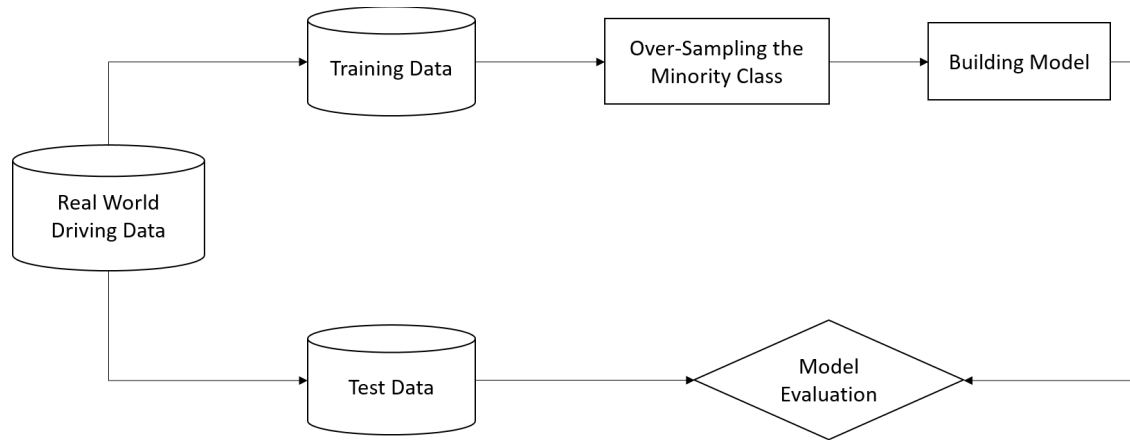 Training Data
Over-Sampling the
Minority Class
Building Model
Real World
Driving Data
Test Data
Model
Evaluation